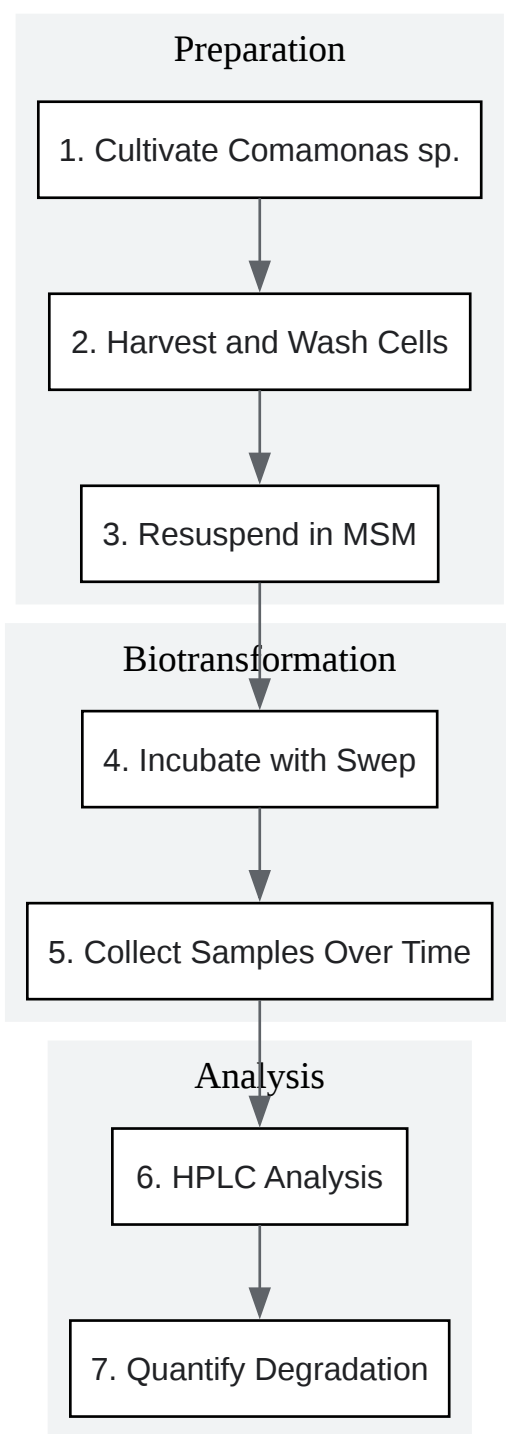 Preparation
1. Cultivate Comamonas sp.
2. Harvest and Wash Cells
3. Resuspend in MSM
Biotransformation
4. Incubate with Swep
5. Collect Samples Over Time
Analysis
6. HPLC Analysis
7. Quantify Degradation